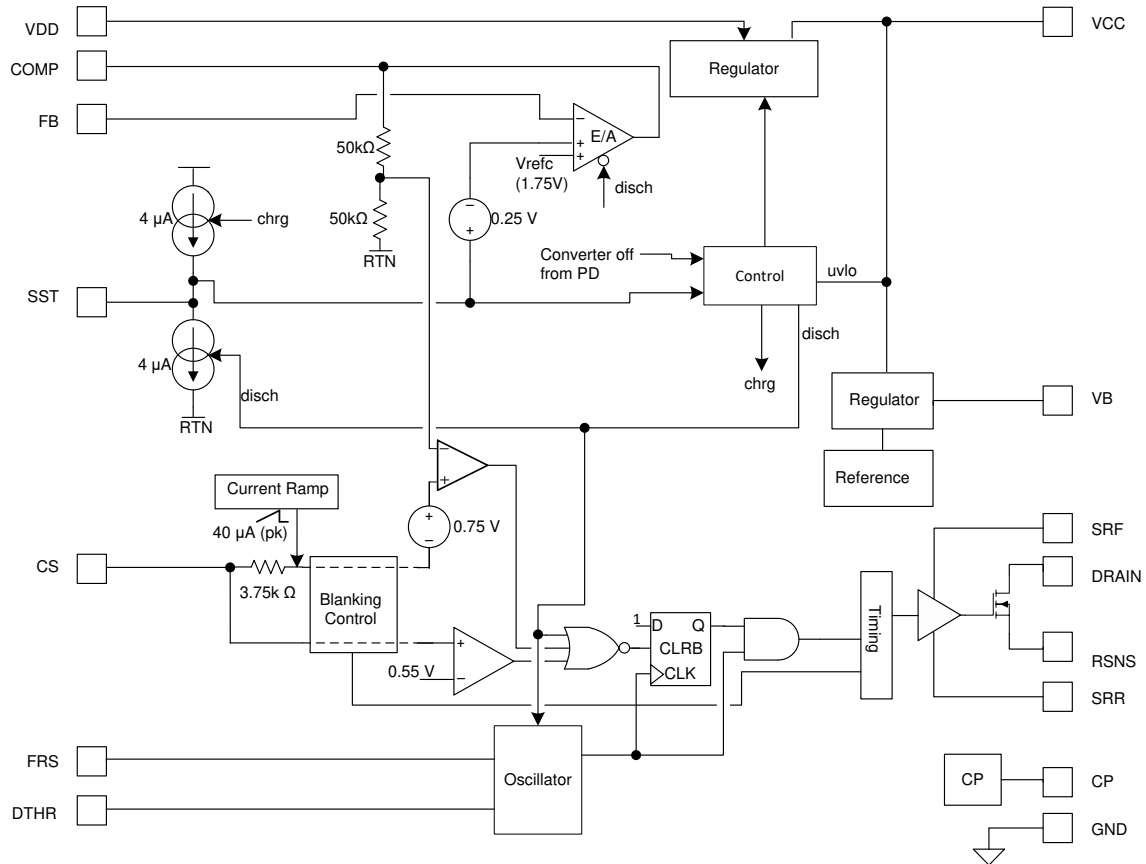 VDD
VCC
COMP
Regulator
FB
50kΩ
−
E/A
+
+
Vrefc
(1.75V)
disch
4 µA
chrg
50kΩ
−
+
0.25 V
RTN
Converter off
from PD
Control
uvlo
SST
disch
4 µA
disch
chrg
RTN
Regulator
VB
Reference
−
+
Current Ramp
40 µA (pk)
+
−
0.75 V
SRF
CS
DRAIN
3.75k Ω
Blanking
Control
Timing
1
D
Q
CLRB
CLK
+
−
0.55 V
RSNS
SRR
FRS
Oscillator
CP
CP
DTHR
GND